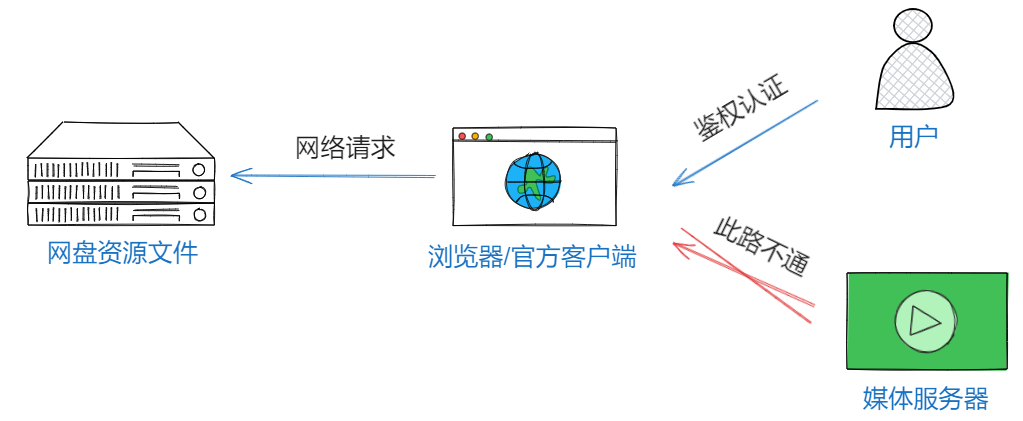 用户
鉴权认证
网络请求
网盘资源文件
浏览器/官方客户端
此路不通
媒体服务器